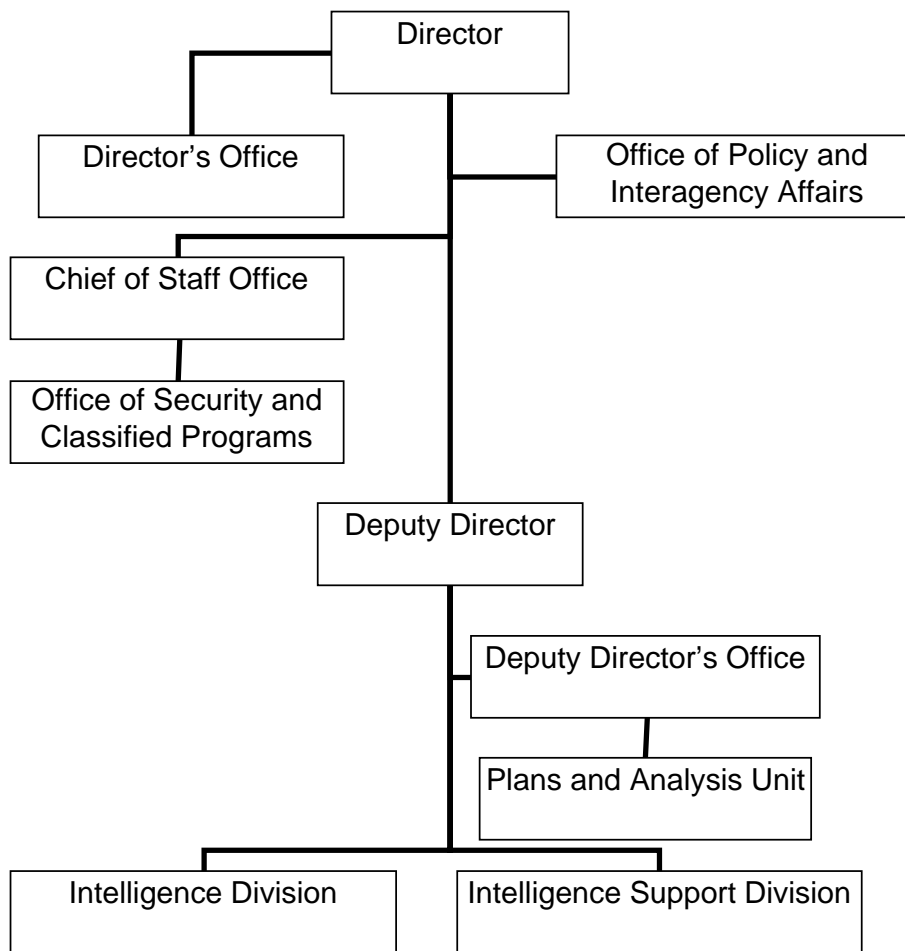 Director
Director’s Office
Office of Policy and
Interagency Affairs
Chief of Staff Office
Office of Security and
Classified Programs
Deputy Director
Deputy Director’s Office
Plans and Analysis Unit
Intelligence Division
Intelligence Support Division